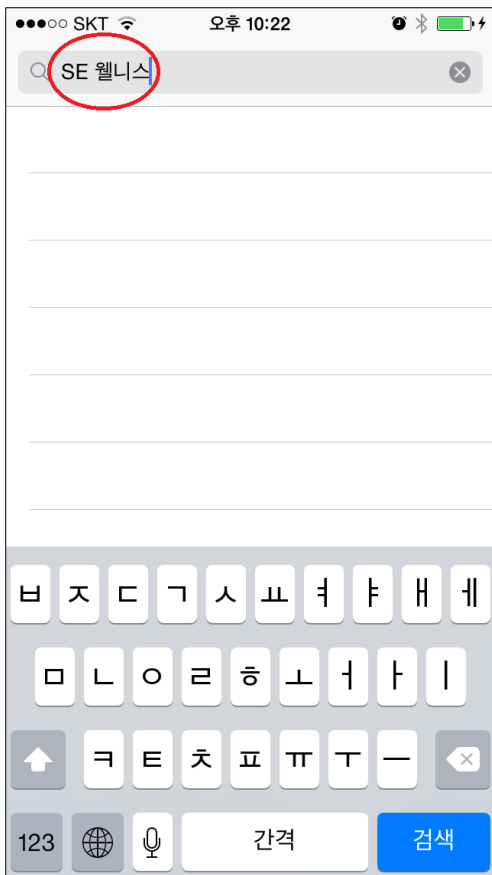 SKT 오후 10:22
SE 웰니스
ㅂ ㅈ ㄷ ㄱ ㅅ ㅛ ㅕ ㅑ ㅐ ㅔ
ㅁ ㄴ ㅇ ㄹ ㅎ ㅗ ㅓ ㅏ ㅣ
ㅋ ㅌ ㅊ ㅍ ㅠ ㅜ ㅡ
123 간격 검색